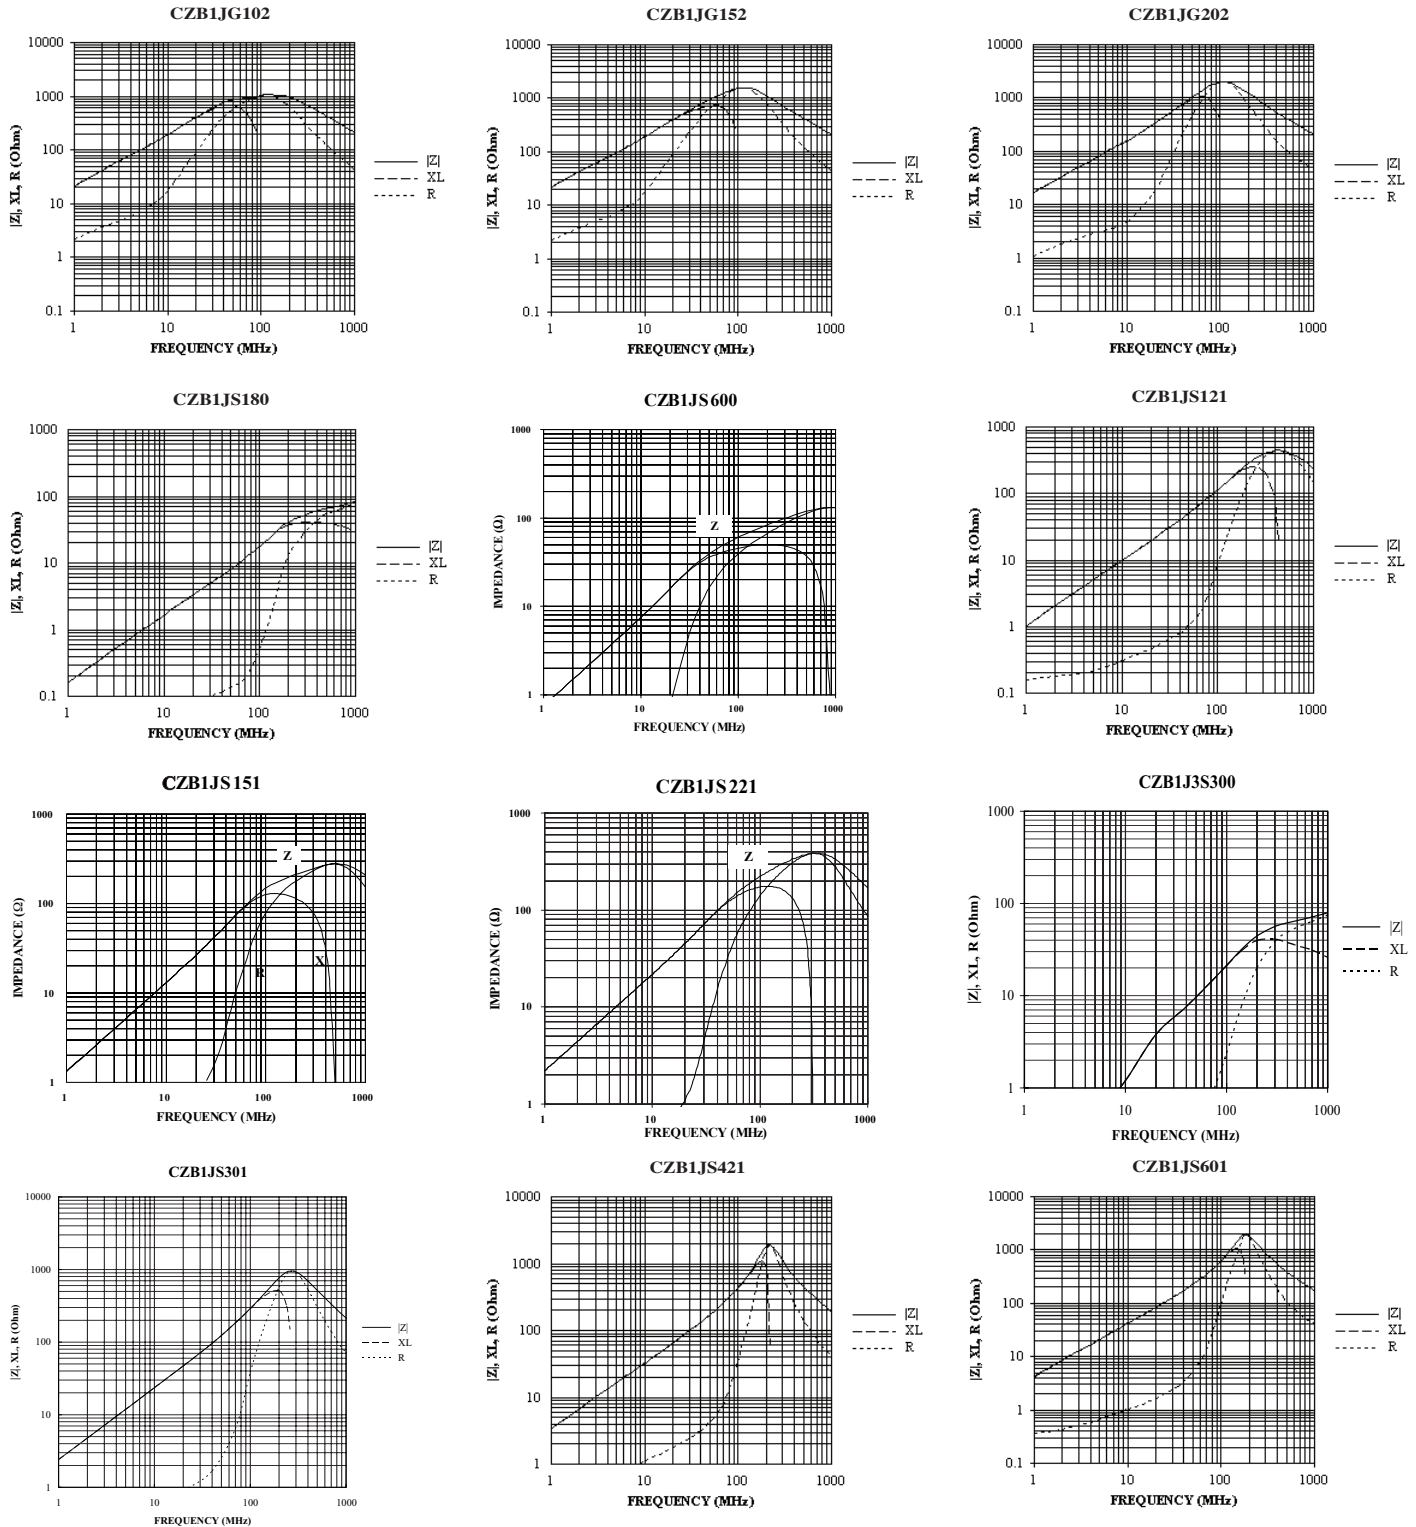 CZB1JG102
10000
1000
100
10
1
0.1
1 10 100 1000
|Z|, XL, R (Ohm)
FREQUENCY (MHz)
|Z|
XL
R
CZB1JG152
10000
1000
100
10
1
0.1
1 10 100 1000
|Z|, XL, R (Ohm)
FREQUENCY (MHz)
|Z|
XL
R
CZB1JG202
10000
1000
100
10
1
0.1
1 10 100 1000
|Z|, XL, R (Ohm)
FREQUENCY (MHz)
|Z|
XL
R
CZB1JS180
1000
100
10
1
0.1
1 10 100 1000
|Z|, XL, R (Ohm)
FREQUENCY (MHz)
|Z|
XL
R
CZB1JS600
1000
100
10
1
1 10 100 1000
IMPEDANCE (Ω)
Z
FREQUENCY (MHz)
CZB1JS121
1000
100
10
1
0.1
1 10 100 1000
|Z|, XL, R (Ohm)
FREQUENCY (MHz)
|Z|
XL
R
CZB1JS151
1000
100
10
1
1 10 100 1000
IMPEDANCE (Ω)
Z
R
X
FREQUENCY (MHz)
CZB1JS221
1000
100
10
1
1 10 100 1000
IMPEDANCE (Ω)
Z
FREQUENCY (MHz)
CZB1J3S300
1000
100
10
1
1 10 100 1000
|Z|, XL, R (Ohm)
FREQUENCY (MHz)
|Z|
XL
R
CZB1JS301
10000
1000
100
10
1
1 10 100 1000
|Z|, XL, R (Ohm)
FREQUENCY (MHz)
|Z|
XL
R
CZB1JS421
10000
1000
100
10
1
1 10 100 1000
|Z|, XL, R (Ohm)
FREQUENCY (MHz)
|Z|
XL
R
CZB1JS601
10000
1000
100
10
1
0.1
1 10 100 1000
|Z|, XL, R (Ohm)
FREQUENCY (MHz)
|Z|
XL
R